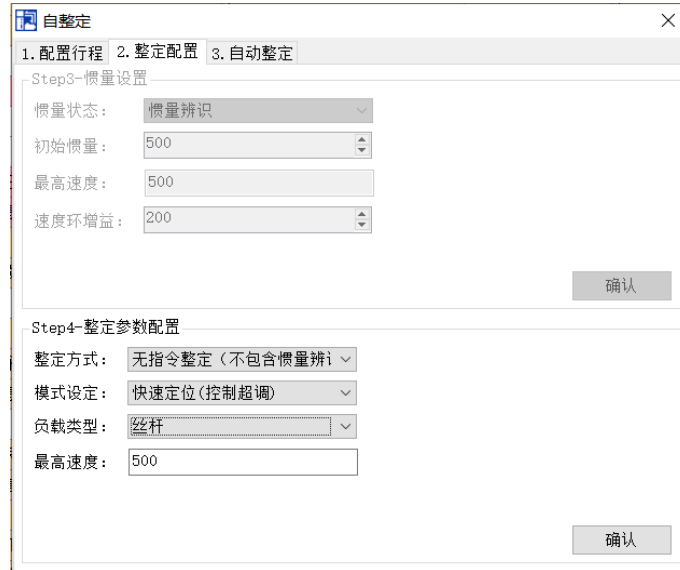 自整定
1.配置行程 2.整定配置 3.自动整定
Step3-惯量设置
惯量状态： 惯量辨识
初始惯量： 500
最高速度： 500
速度环增益： 200
确认
Step4-整定参数配置
整定方式： 无指令整定（不包含惯量辨
模式设定： 快速定位(控制超调)
负载类型： 丝杆
最高速度： 500
确认